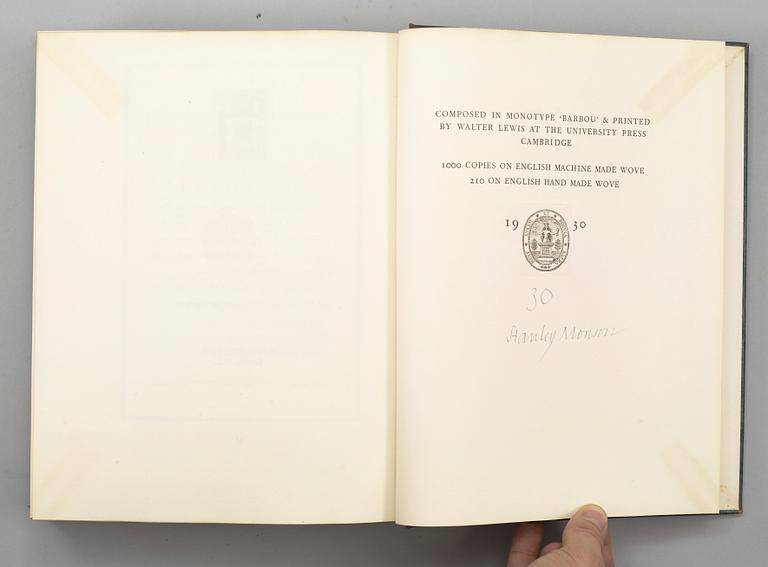 COMPOSED IN MONOTYPE ‘BARBOU’ & PRINTED
BY WALTER LEWIS AT THE UNIVERSITY PRESS
CAMBRIDGE
1000 COPIES ON ENGLISH MACHINE MADE WOVE
210 ON ENGLISH HAND MADE WOVE
19 30
30
Stanley Morison